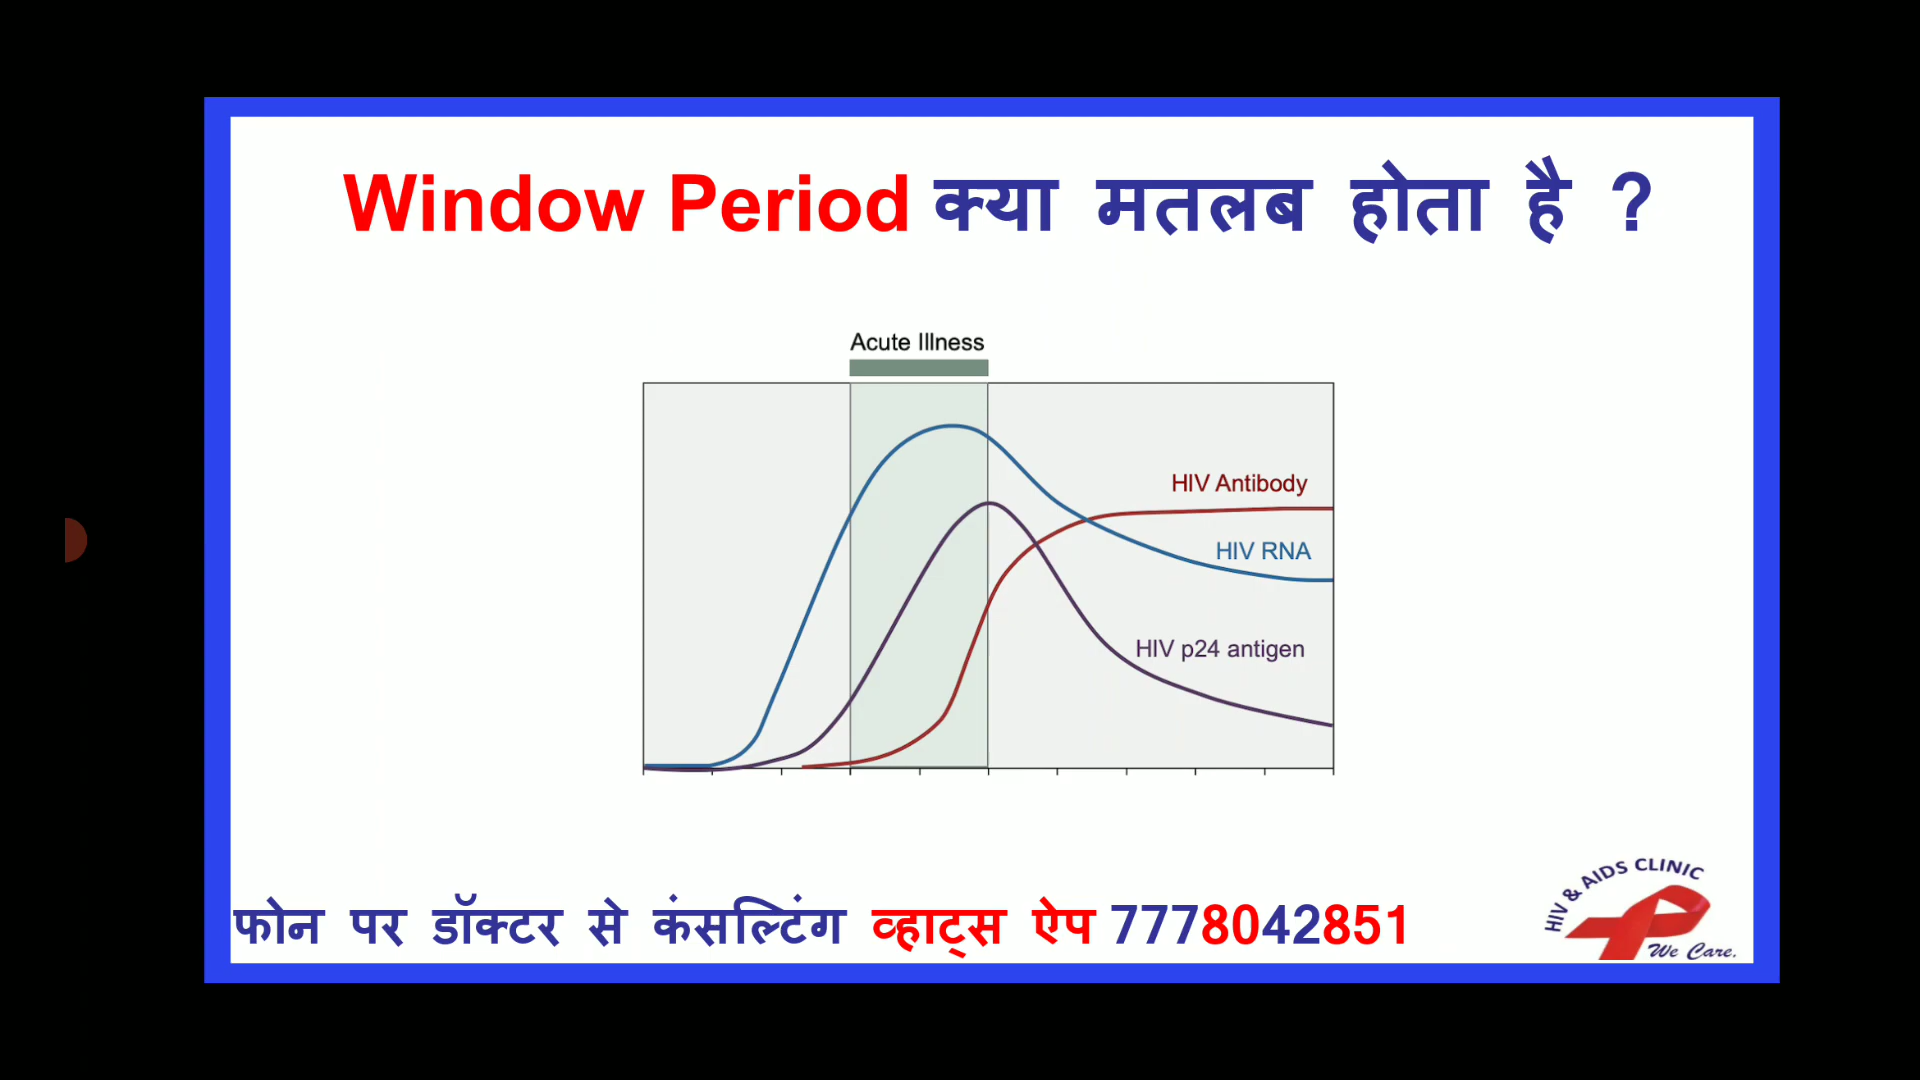 Window Period क्या मतलब होता है ?
Acute Illness
HIV Antibody
HIV RNA
HIV p24 antigen
फोन पर डॉक्टर से कंसल्टिंग व्हाट्स ऐप 7778042851
HIV & AIDS CLINIC
We Care.